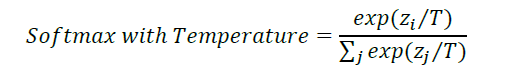 Softmax with Temperature = exp(z_i/T) / ∑_j exp(z_j/T)